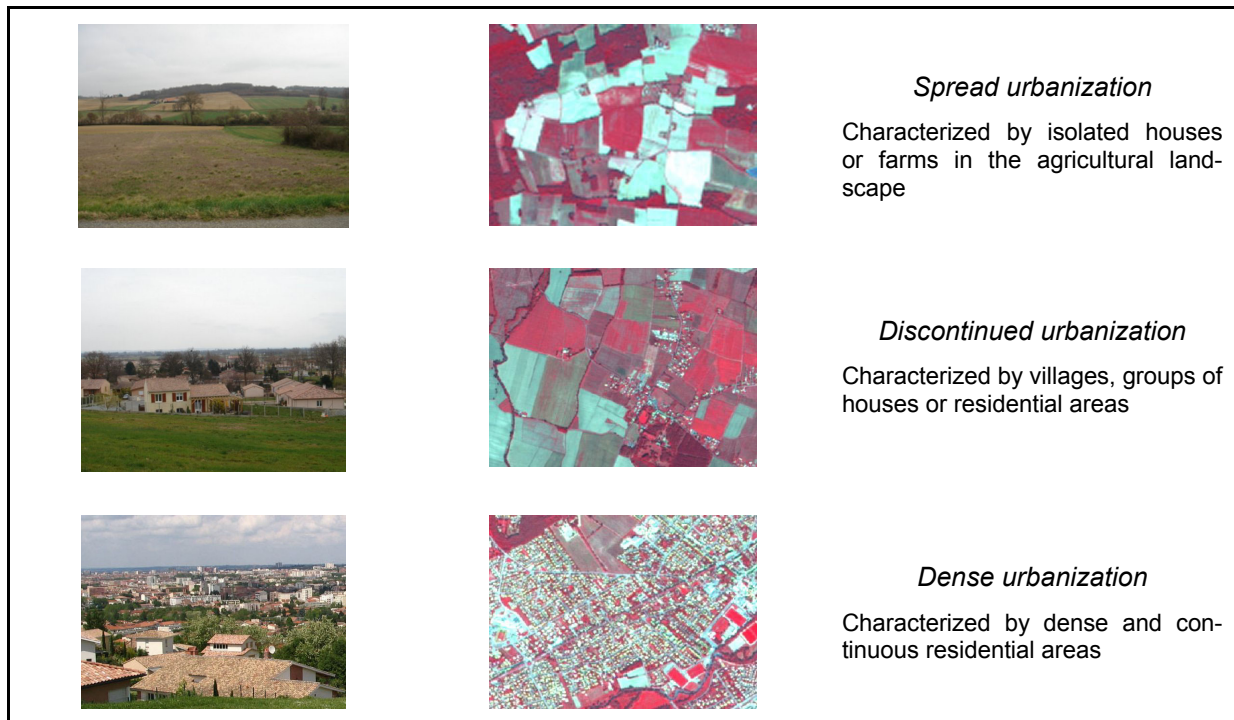 Spread urbanization
Characterized by isolated houses
or farms in the agricultural land-
scape
Discontinued urbanization
Characterized by villages, groups of
houses or residential areas
Dense urbanization
Characterized by dense and con-
tinuous residential areas